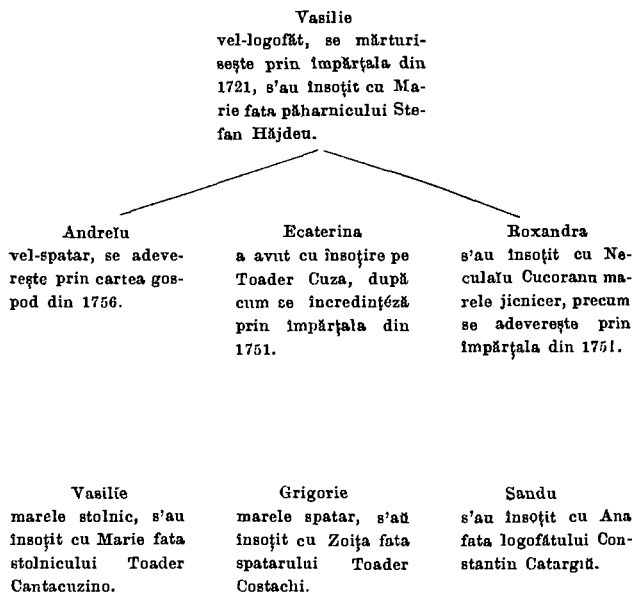 Vasilie
vel-logofăt, se mărturi-
sește prin împărțala din
1721, s'au însoțit cu Ma-
rie fata păharnicului Ste-
fan Hăjdeu.
Andreĭu
vel-spatar, se adeve-
rește prin cartea gos-
pod din 1756.
Ecaterina
a avut cu însoțire pe
Toader Cuza, după
cum se încredințéză
prin împărțala din
1751.
Roxandra
s'au însoțit cu Ne-
culaĭu Cucoranu ma-
rele jicnicer, precum
se adeverește prin
împărțala din 1751.
Vasilíe
marele stolnic, s'au
însoțit cu Marie fata
stolnicului Toader
Cantacuzino.
Grigorie
marele spatar, s'aŭ
însoțit cu Zoița fata
spatarului Toader
Costachi.
Sandu
s'au însoțit cu Ana
fata logofătului Con-
stantin Catargiŭ.